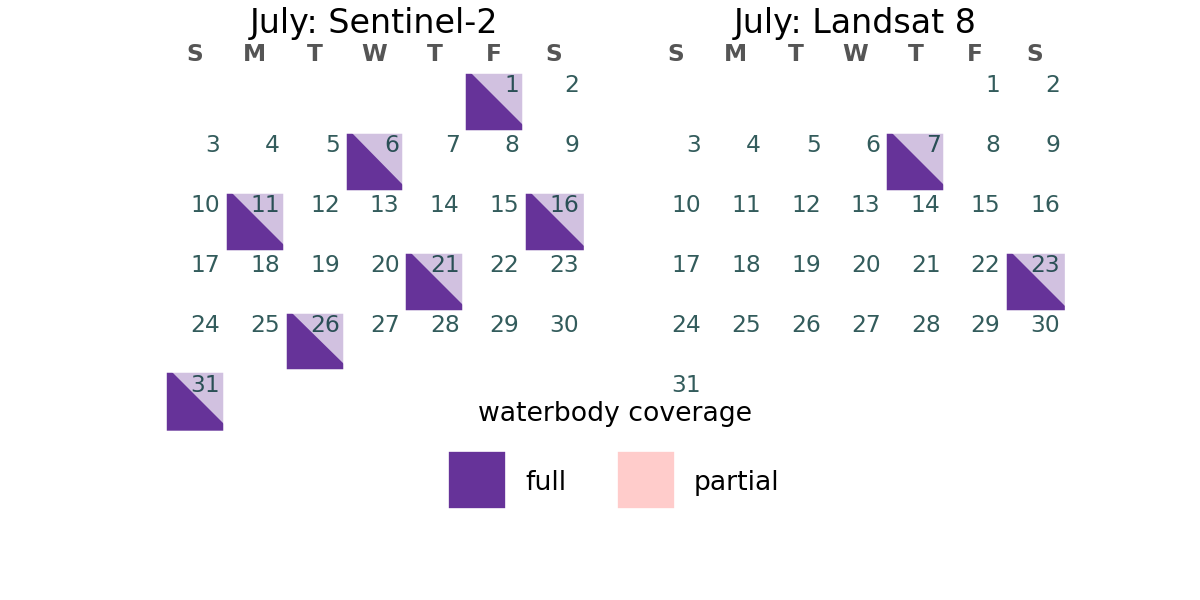 July: Sentinel-2
S M T W T F S
1 2
3 4 5 6 7 8 9
10 11 12 13 14 15 16
17 18 19 20 21 22 23
24 25 26 27 28 29 30
31
July: Landsat 8
S M T W T F S
1 2
3 4 5 6 7 8 9
10 11 12 13 14 15 16
17 18 19 20 21 22 23
24 25 26 27 28 29 30
31
waterbody coverage
full partial